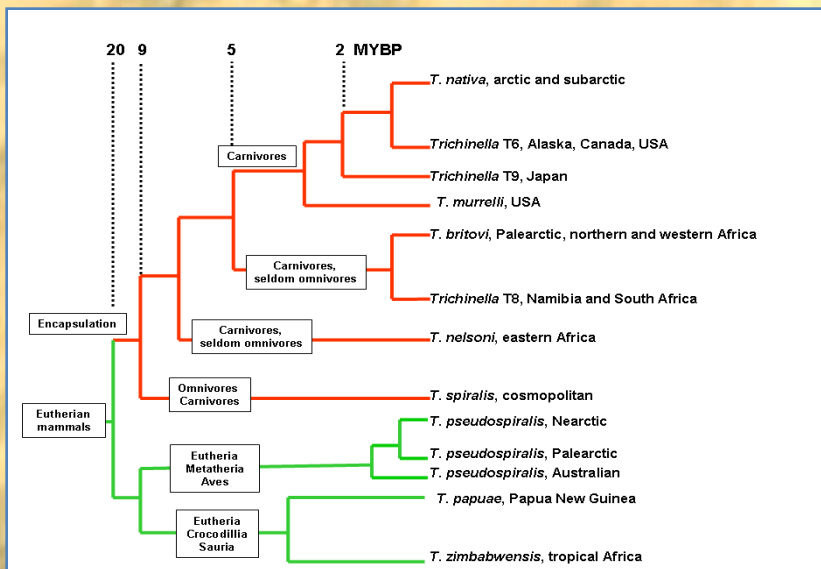 20 9 5 2 MYBP
T. nativa, arctic and subarctic
Carnivores
Trichinella T6, Alaska, Canada, USA
Trichinella T9, Japan
T. murrelli, USA
T. britovi, Palearctic, northern and western Africa
Carnivores,
seldom omnivores
Trichinella T8, Namibia and South Africa
Encapsulation
Carnivores,
seldom omnivores
T. nelsoni, eastern Africa
Omnivores
Carnivores
T. spiralis, cosmopolitan
Eutherian
mammals
T. pseudospiralis, Nearctic
Eutheria
Metatheria
Aves
T. pseudospiralis, Palearctic
T. pseudospiralis, Australian
T. papuae, Papua New Guinea
Eutheria
Crocodillia
Sauria
T. zimbabwensis, tropical Africa